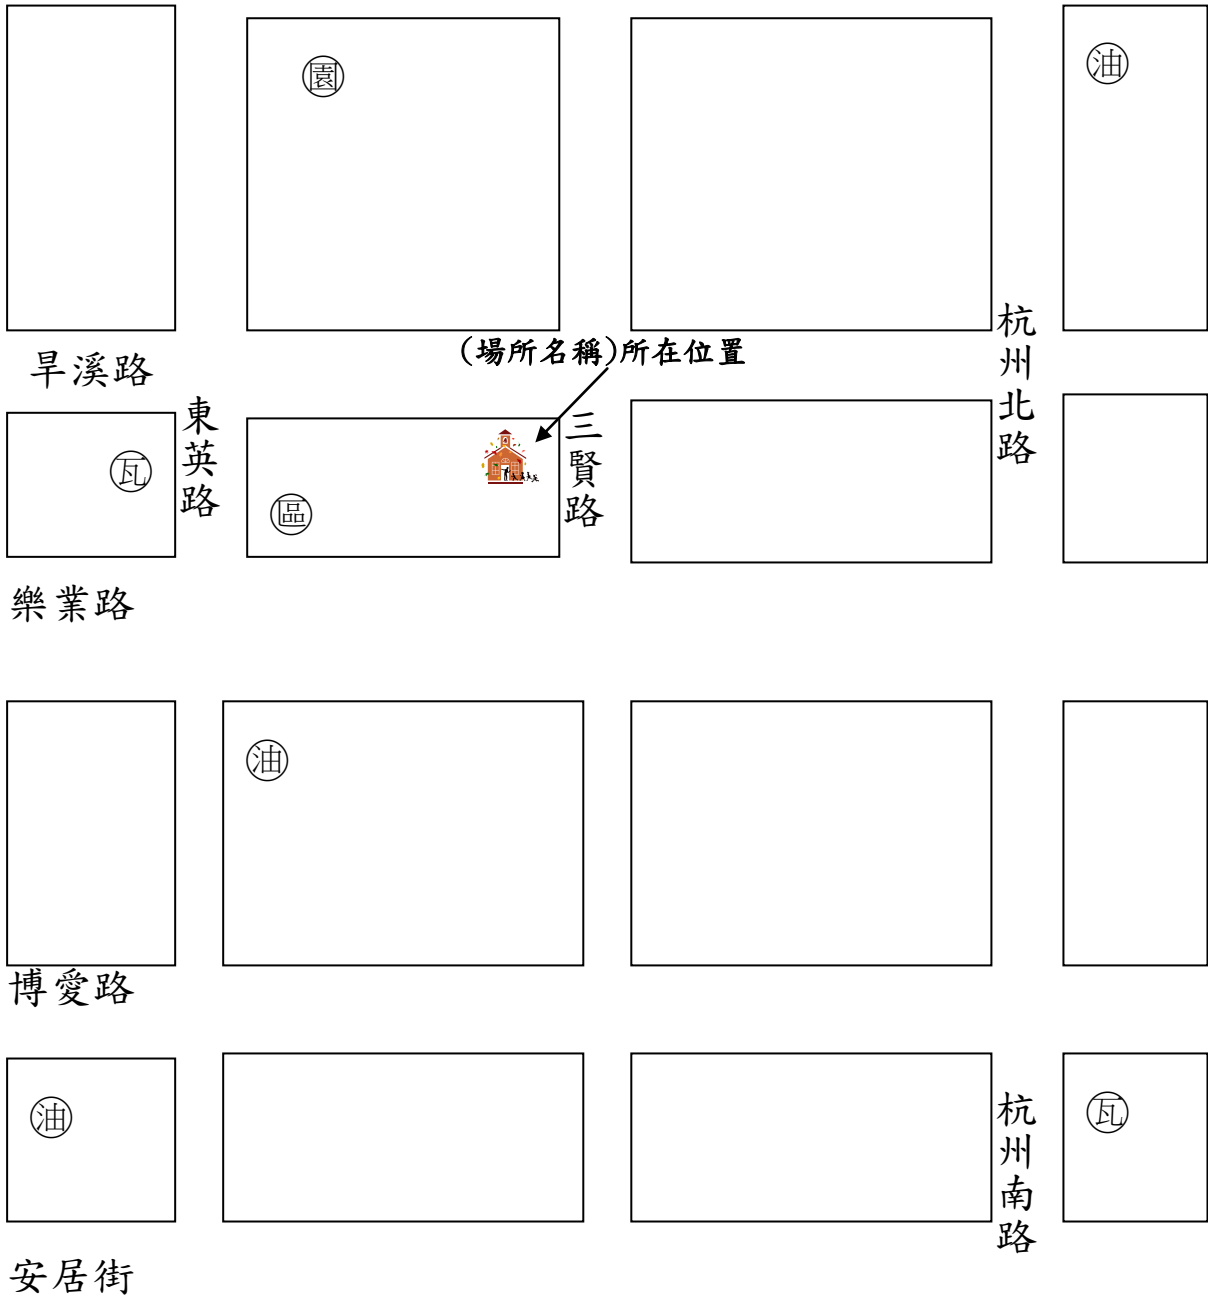 園
油
(場所名稱)所在位置
杭州北路
旱溪路
東英路
三賢路
瓦
區
樂業路
油
博愛路
油
杭州南路
瓦
安居街